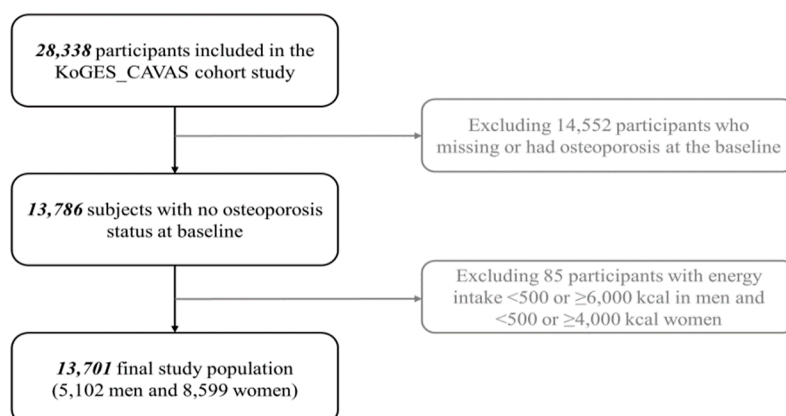 28,338 participants included in the
KoGES_CAVAS cohort study
Excluding 14,552 participants who
missing or had osteoporosis at the baseline
13,786 subjects with no osteoporosis
status at baseline
Excluding 85 participants with energy
intake <500 or ≥6,000 kcal in men and
<500 or ≥4,000 kcal women
13,701 final study population
(5,102 men and 8,599 women)